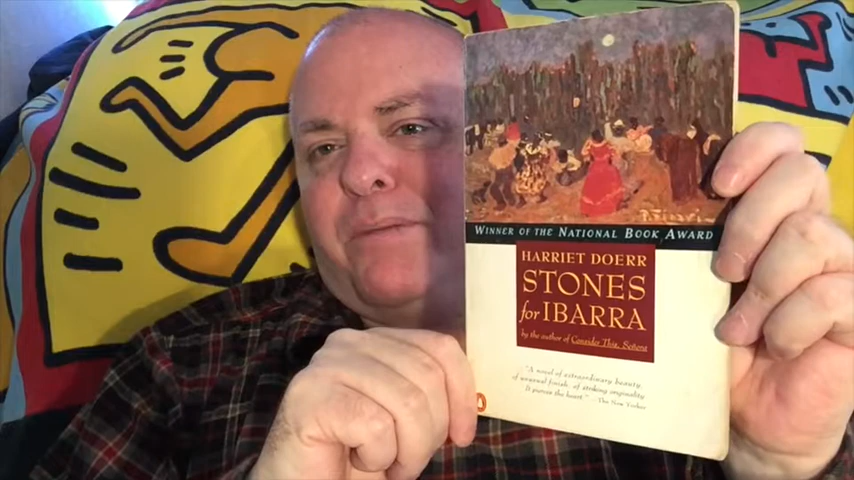 WINNER OF THE NATIONAL BOOK AWARD
HARRIET DOERR
STONES
for IBARRA
by the author of Consider This, Señora
"A novel of extraordinary beauty,
of unusual finish, of striking originality.
It pierces the heart." – The New Yorker